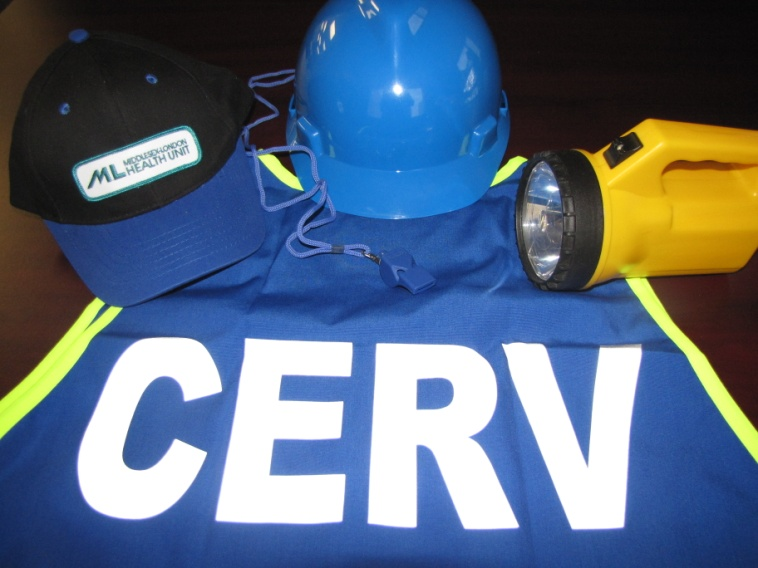 ML MIDDLESEX-LONDON
HEALTH UNIT
CERV